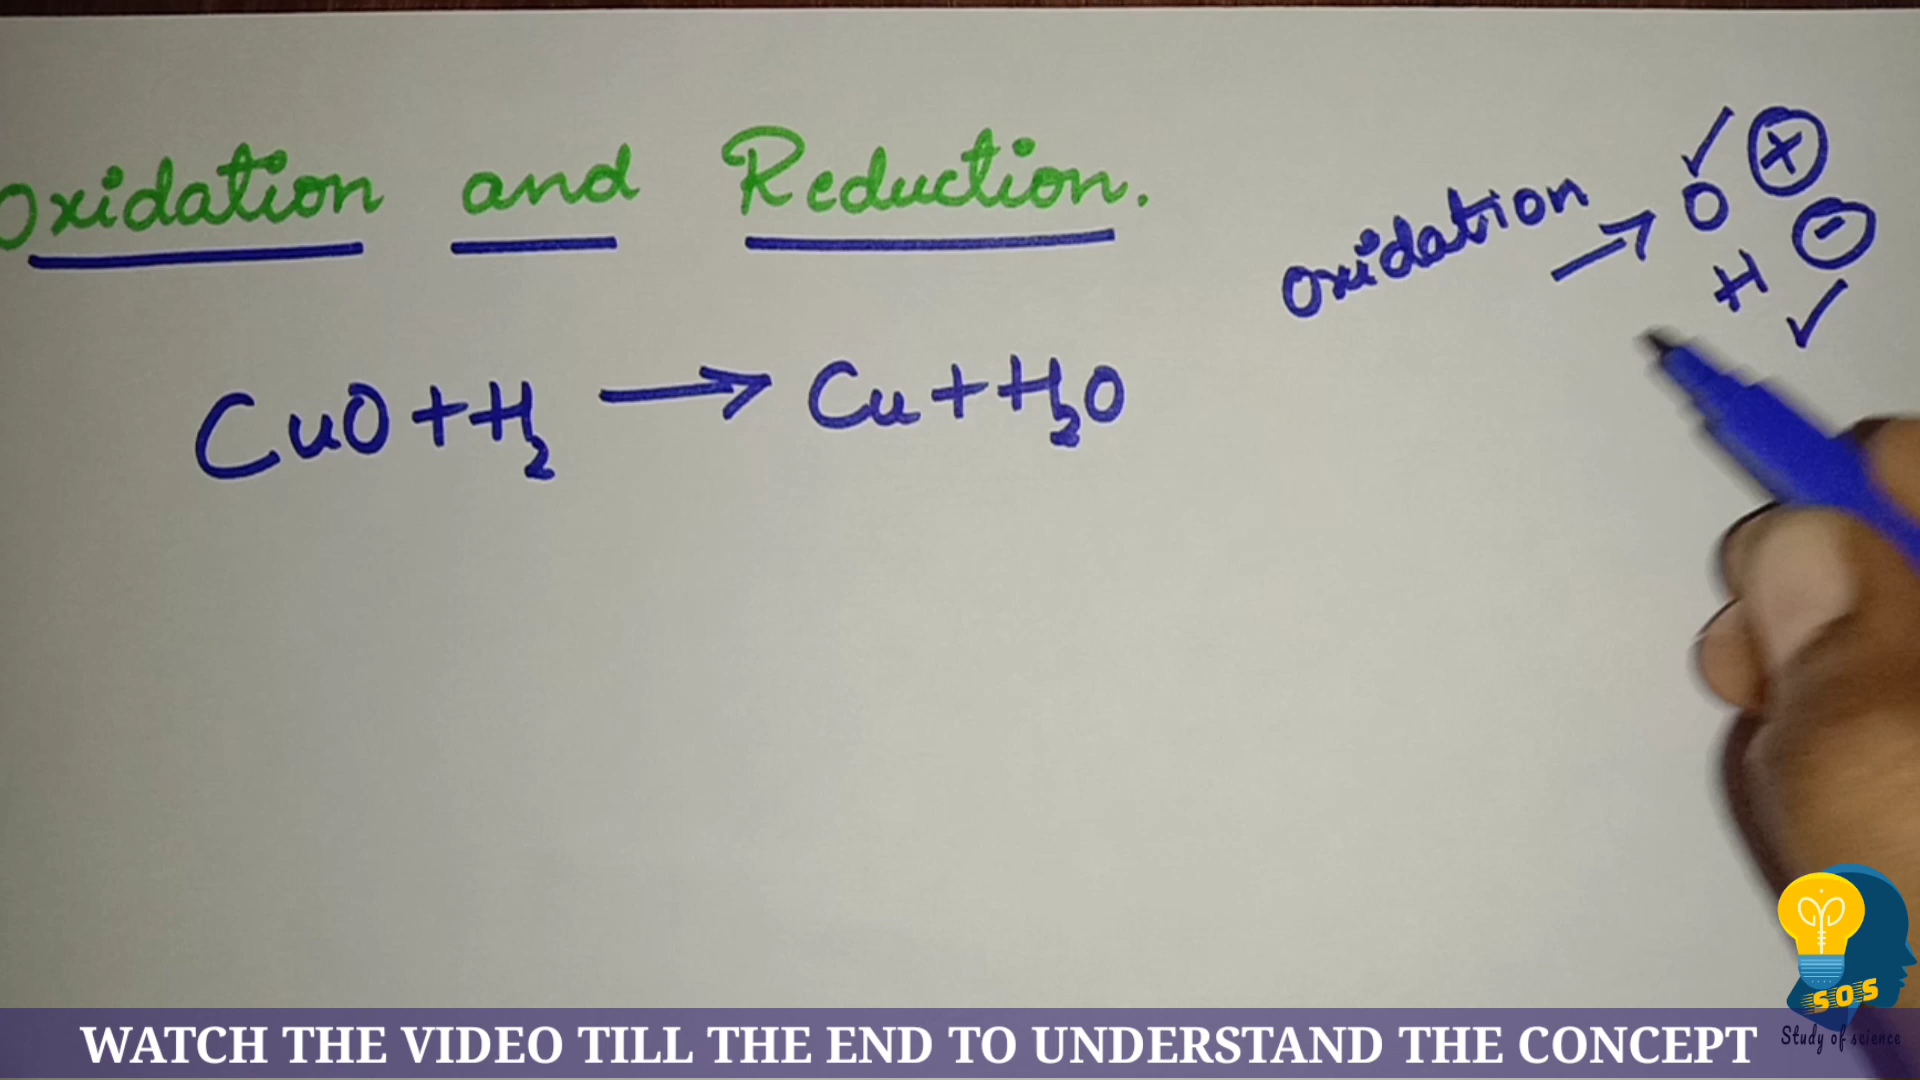 Oxidation and Reduction.
Oxidation → O ✓ ⊕
H ⊖ ✓
CuO + H₂ → Cu + H₂O
SOS
Study of science
WATCH THE VIDEO TILL THE END TO UNDERSTAND THE CONCEPT